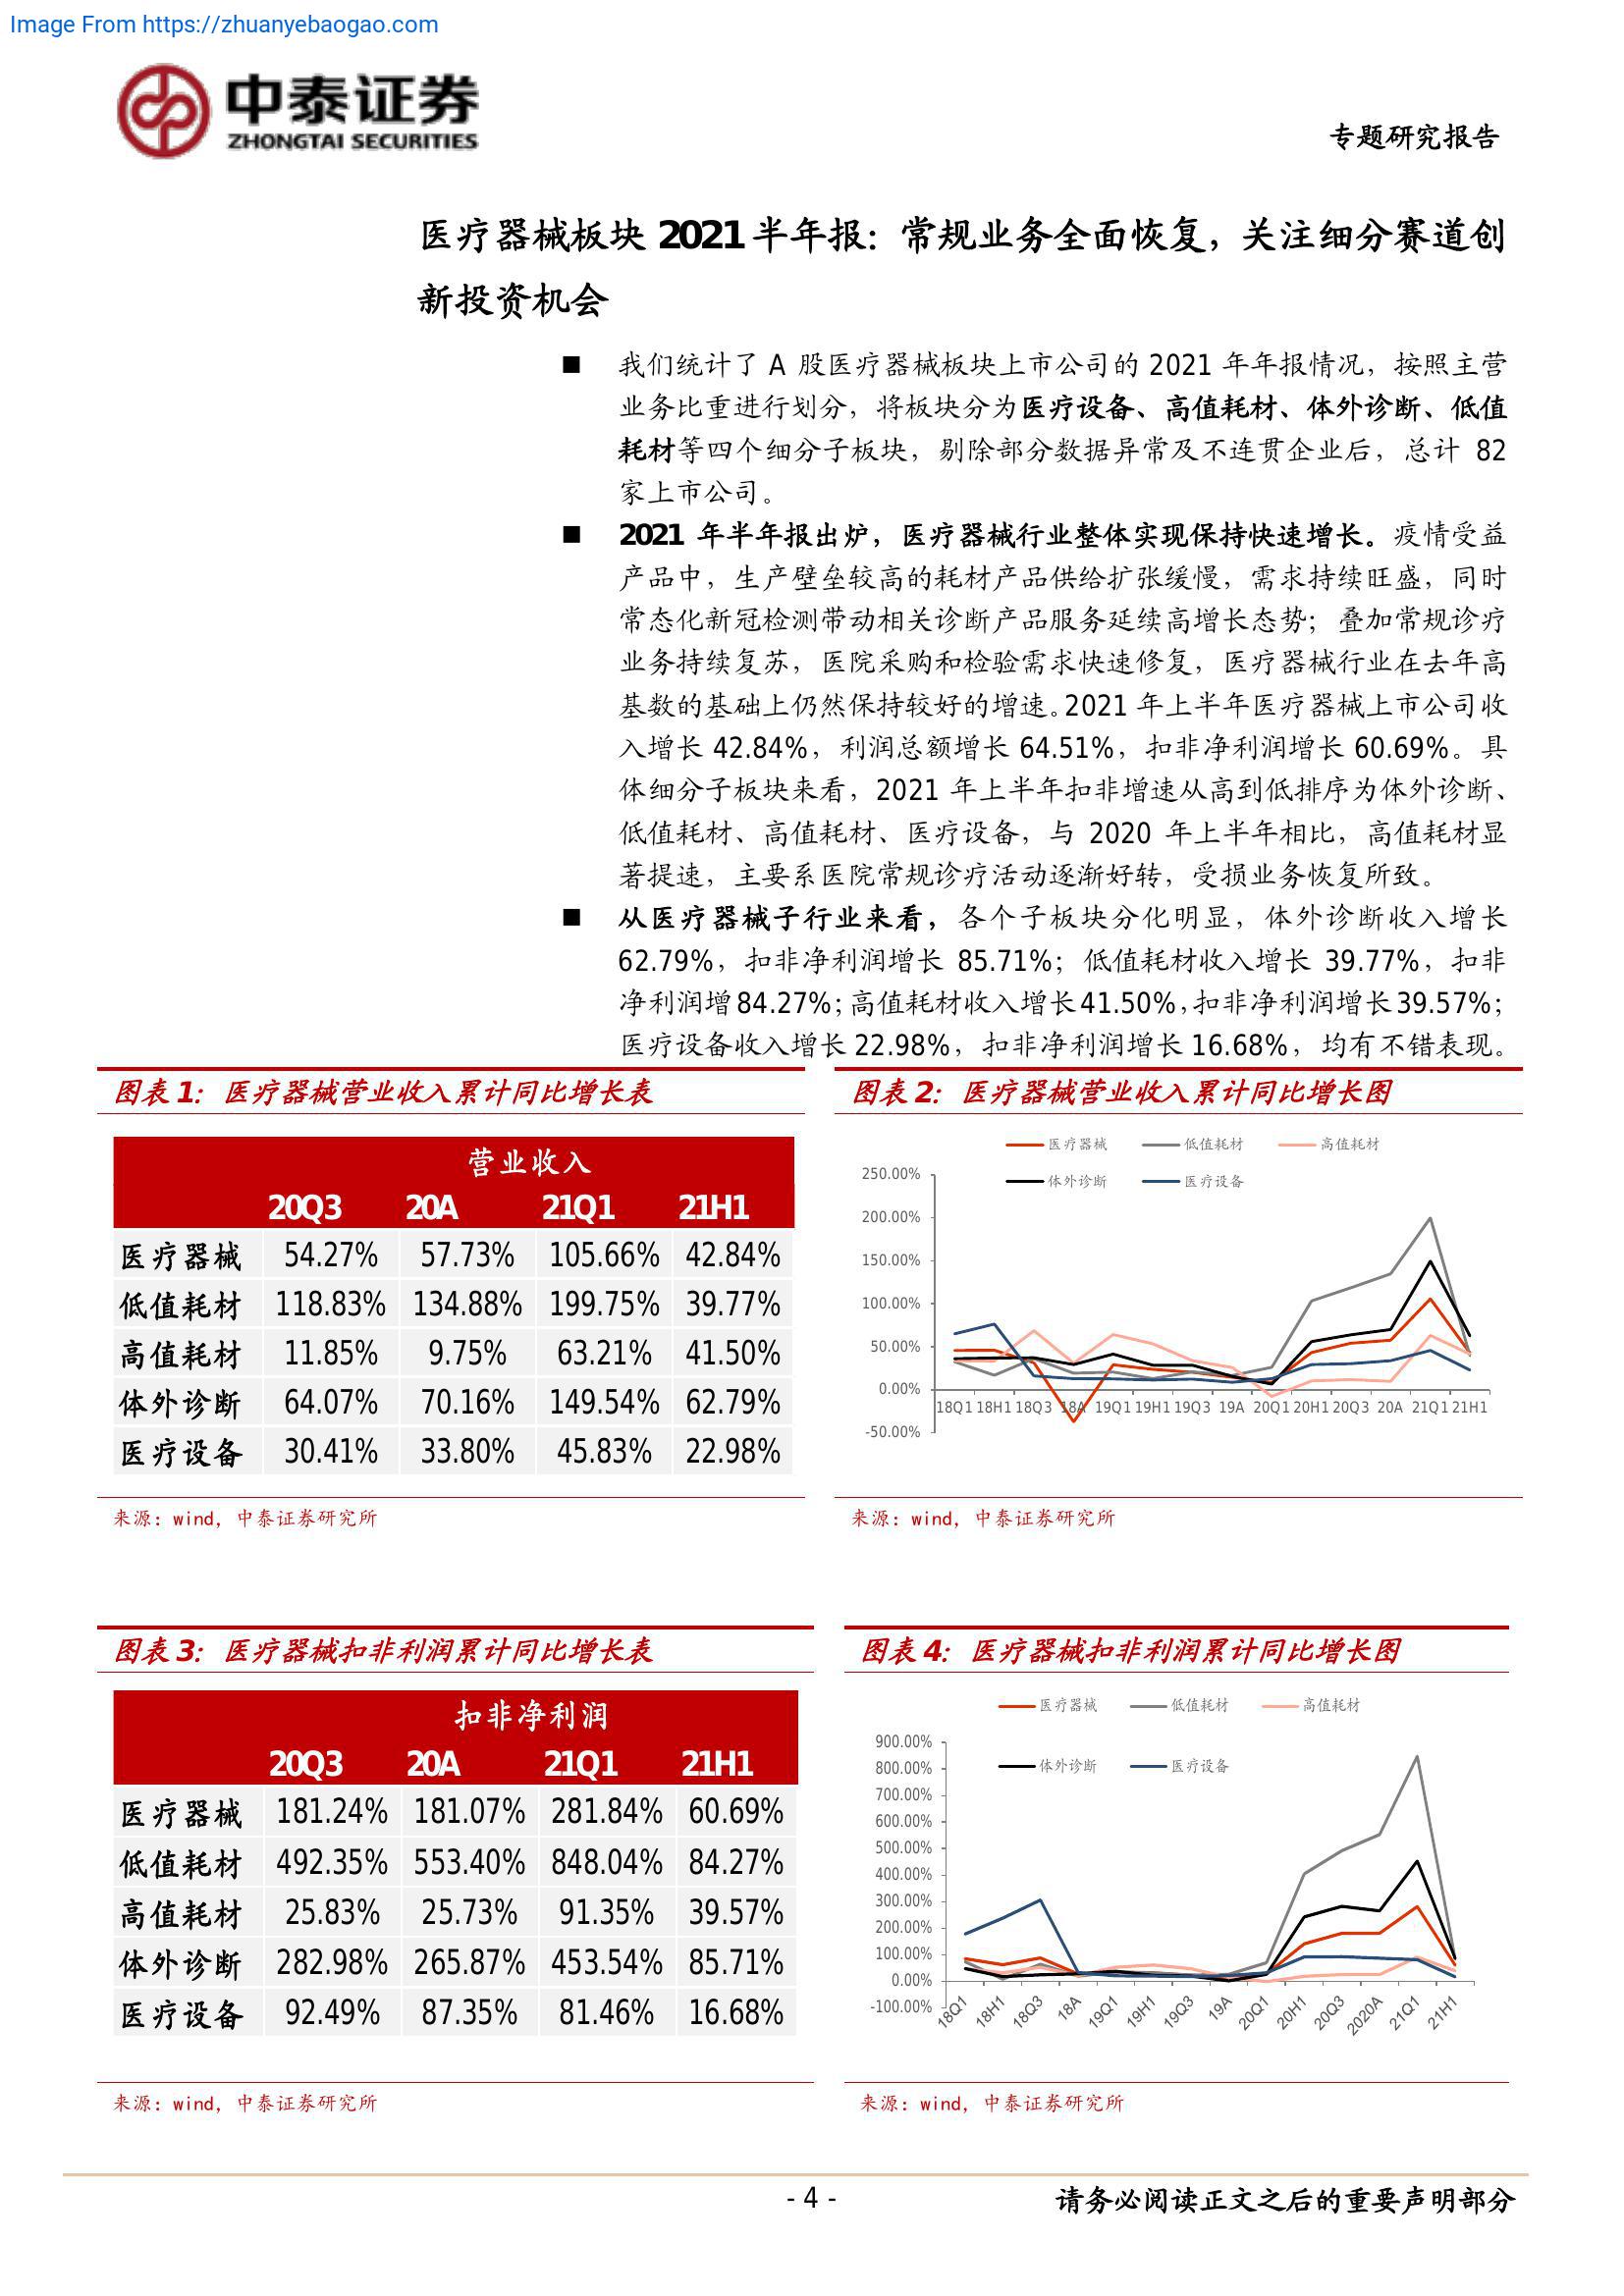 Image From https://zhuanyebaogao.com
中泰证券
ZHONGTAI SECURITIES
专题研究报告
医疗器械板块 2021 半年报：常规业务全面恢复，关注细分赛道创
新投资机会
■ 我们统计了 A 股医疗器械板块上市公司的 2021 年年报情况，按照主营
业务比重进行划分，将板块分为医疗设备、高值耗材、体外诊断、低值
耗材等四个细分子板块，剔除部分数据异常及不连贯企业后，总计 82
家上市公司。
■ 2021 年半年报出炉，医疗器械行业整体实现保持快速增长。疫情受益
产品中，生产壁垒较高的耗材产品供给扩张缓慢，需求持续旺盛，同时
常态化新冠检测带动相关诊断产品服务延续高增长态势；叠加常规诊疗
业务持续复苏，医院采购和检验需求快速修复，医疗器械行业在去年高
基数的基础上仍然保持较好的增速。2021 年上半年医疗器械上市公司收
入增长 42.84%，利润总额增长 64.51%，扣非净利润增长 60.69%。具
体细分子板块来看，2021 年上半年扣非增速从高到低排序为体外诊断、
低值耗材、高值耗材、医疗设备，与 2020 年上半年相比，高值耗材显
著提速，主要系医院常规诊疗活动逐渐好转，受损业务恢复所致。
■ 从医疗器械子行业来看，各个子板块分化明显，体外诊断收入增长
62.79%，扣非净利润增长 85.71%；低值耗材收入增长 39.77%，扣非
净利润增 84.27%；高值耗材收入增长 41.50%，扣非净利润增长 39.57%；
医疗设备收入增长 22.98%，扣非净利润增长 16.68%，均有不错表现。
图表 1：医疗器械营业收入累计同比增长表
营业收入
20Q3 20A 21Q1 21H1
医疗器械 54.27% 57.73% 105.66% 42.84%
低值耗材 118.83% 134.88% 199.75% 39.77%
高值耗材 11.85% 9.75% 63.21% 41.50%
体外诊断 64.07% 70.16% 149.54% 62.79%
医疗设备 30.41% 33.80% 45.83% 22.98%
来源：wind，中泰证券研究所
图表 2：医疗器械营业收入累计同比增长图
医疗器械 低值耗材 高值耗材
体外诊断 医疗设备
250.00%
200.00%
150.00%
100.00%
50.00%
0.00%
-50.00%
18Q1 18H1 18Q3 18A 19Q1 19H1 19Q3 19A 20Q1 20H1 20Q3 20A 21Q1 21H1
来源：wind，中泰证券研究所
图表 3：医疗器械扣非利润累计同比增长表
扣非净利润
20Q3 20A 21Q1 21H1
医疗器械 181.24% 181.07% 281.84% 60.69%
低值耗材 492.35% 553.40% 848.04% 84.27%
高值耗材 25.83% 25.73% 91.35% 39.57%
体外诊断 282.98% 265.87% 453.54% 85.71%
医疗设备 92.49% 87.35% 81.46% 16.68%
来源：wind，中泰证券研究所
图表 4：医疗器械扣非利润累计同比增长图
医疗器械 低值耗材 高值耗材
体外诊断 医疗设备
900.00%
800.00%
700.00%
600.00%
500.00%
400.00%
300.00%
200.00%
100.00%
0.00%
-100.00%
18Q1 18H1 18Q3 18A 19Q1 19H1 19Q3 19A 20Q1 20H1 20Q3 2020A 21Q1 21H1
来源：wind，中泰证券研究所
- 4 -
请务必阅读正文之后的重要声明部分